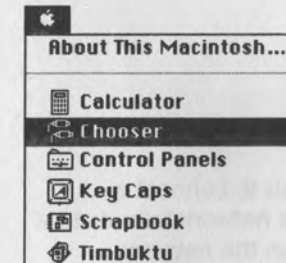 About This Macintosh...
Calculator
Chooser
Control Panels
Key Caps
Scrapbook
Timbuktu